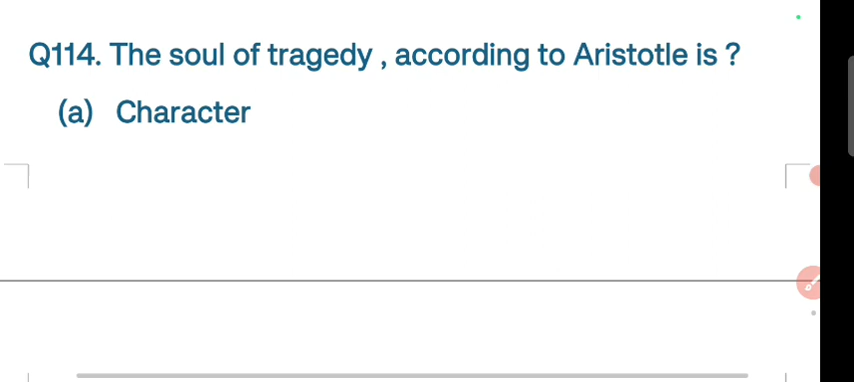 Q114. The soul of tragedy , according to Aristotle is ?
(a) Character